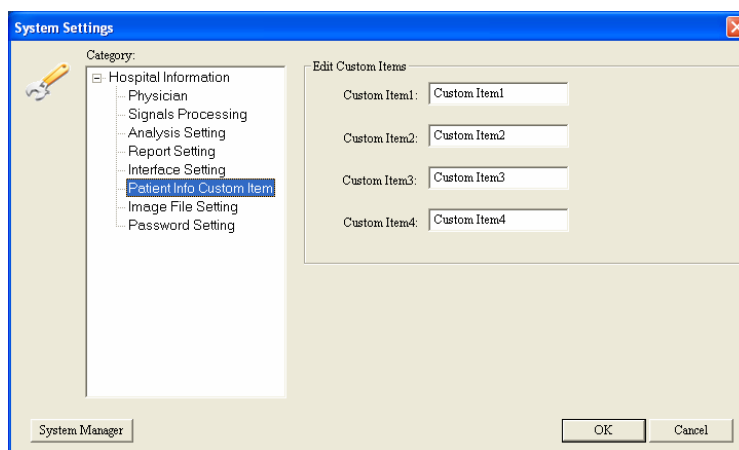 System Settings
Category:
Hospital Information
Physician
Signals Processing
Analysis Setting
Report Setting
Interface Setting
Patient Info Custom Item
Image File Setting
Password Setting
Edit Custom Items
Custom Item1: Custom Item1
Custom Item2: Custom Item2
Custom Item3: Custom Item3
Custom Item4: Custom Item4
System Manager
OK
Cancel